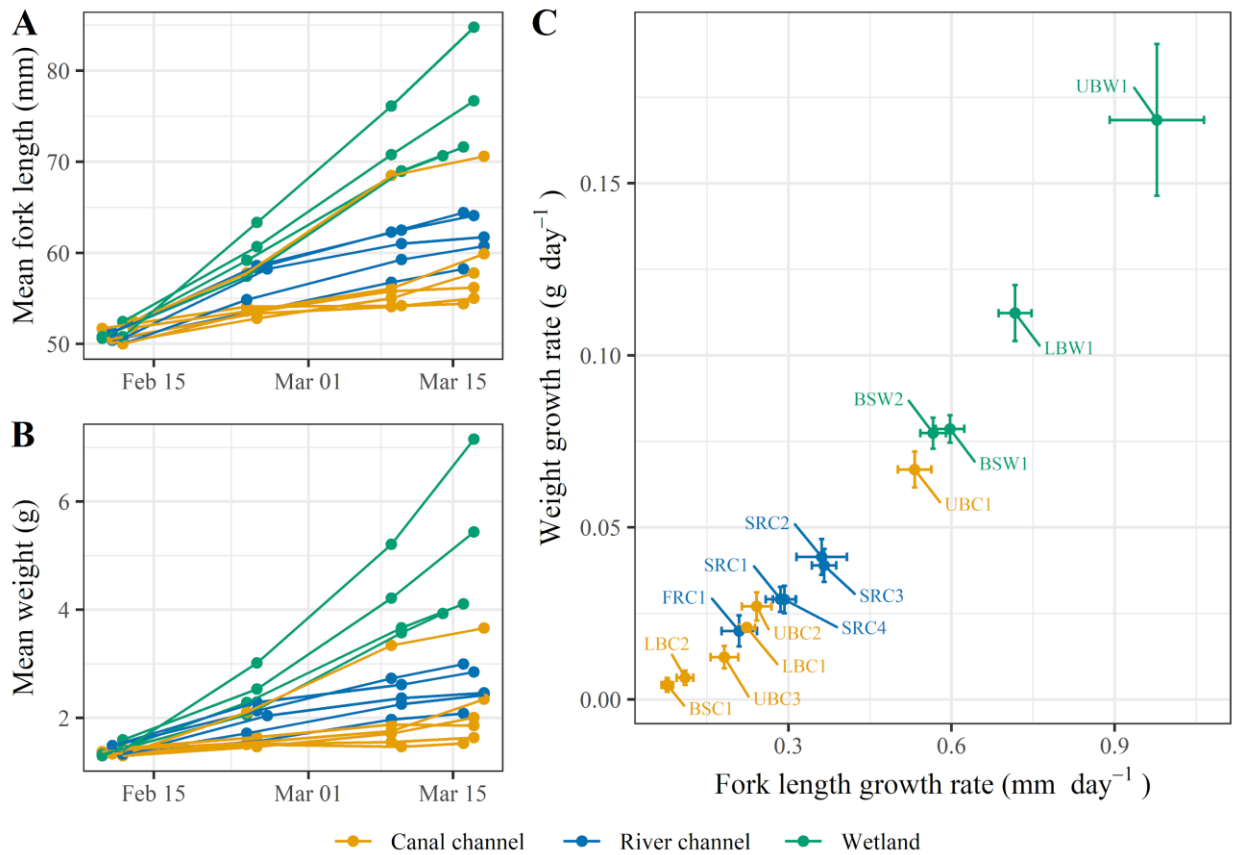 A
Mean fork length (mm)
80
70
60
50
Feb 15
Mar 01
Mar 15
B
Mean weight (g)
6
4
2
Feb 15
Mar 01
Mar 15
C
Weight growth rate (g day⁻¹)
0.15
0.10
0.05
0.00
UBW1
LBW1
BSW2
BSW1
UBC1
SRC2
SRC1
SRC3
FRC1
SRC4
UBC2
LBC2
LBC1
UBC3
BSC1
0.3
0.6
0.9
Fork length growth rate (mm day⁻¹)
Canal channel
River channel
Wetland